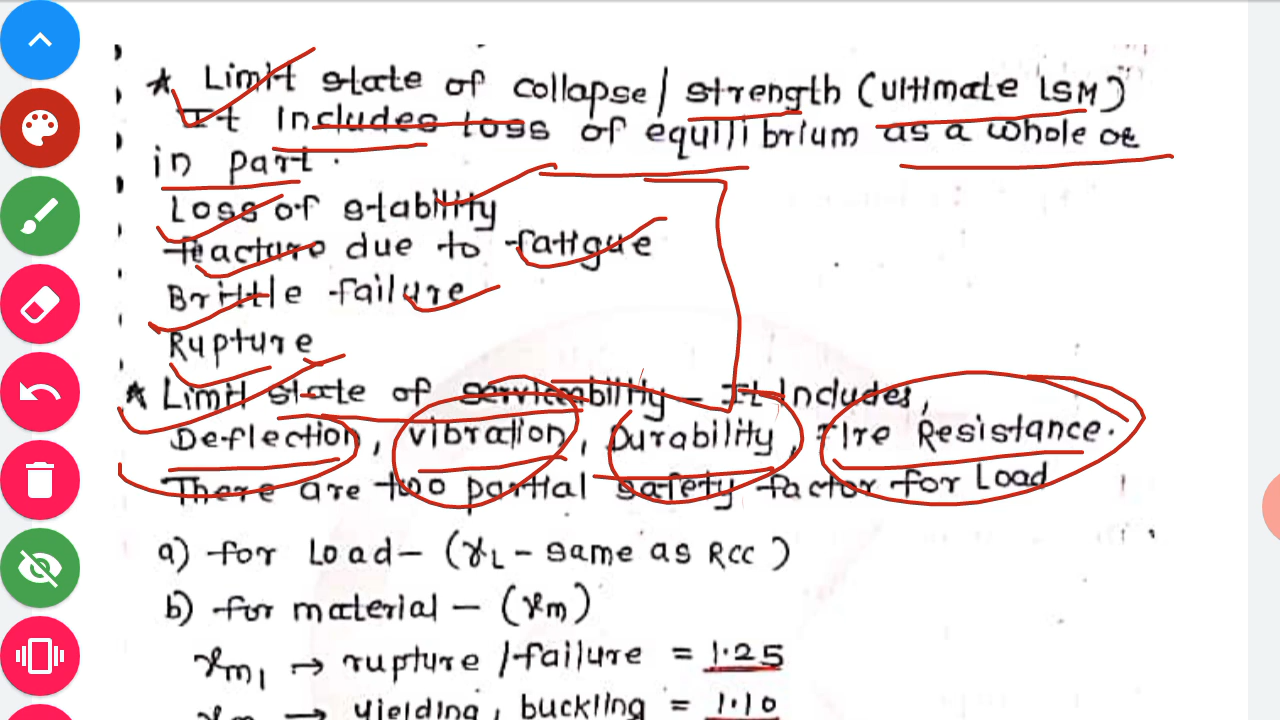 * Limit state of collapse/strength (ultimate LSM)
It includes loss of equilibrium as a whole or
in part.
Loss of stability
fracture due to fatigue
Brittle failure
Rupture
* Limit state of serviceability - It includes,
Deflection, vibration, Durability, Fire Resistance.
There are two partial safety factor for Load
a) for Load - (γL - same as RCC)
b) for material - (γm)
γm1 → rupture/failure = 1.25
γm → yielding, buckling = 1.10